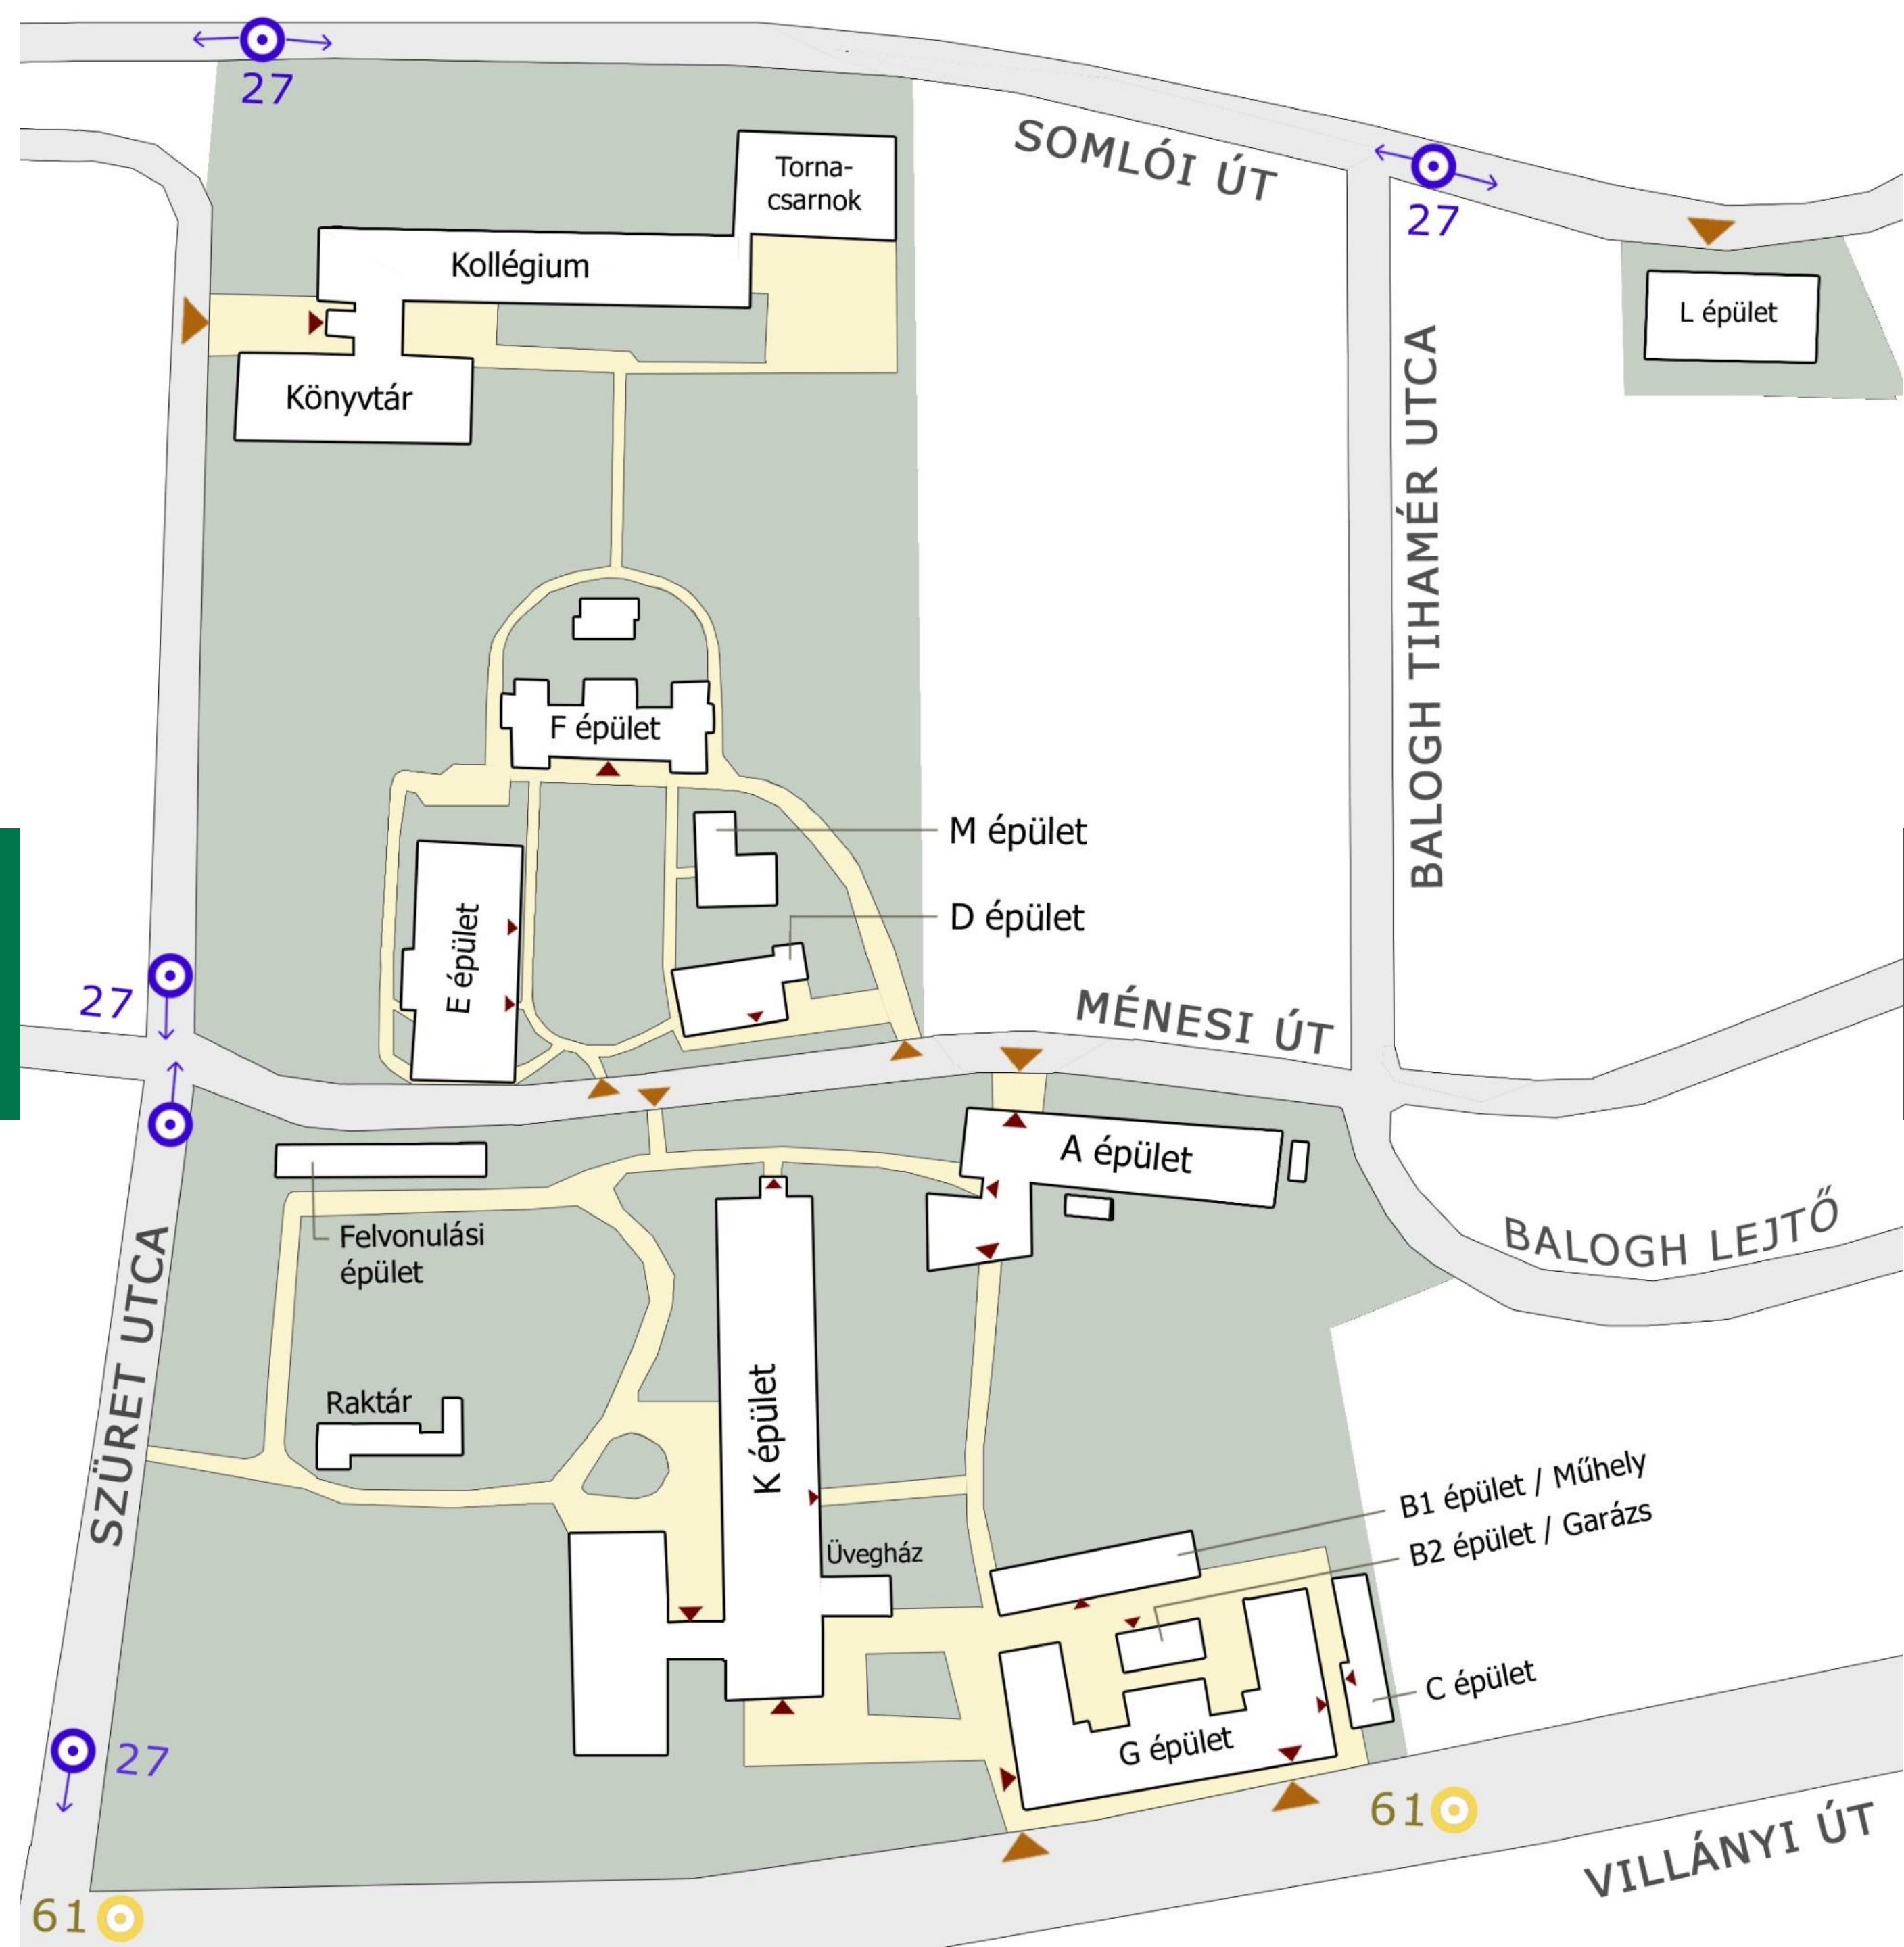 27
SOMLÓI ÚT
Torna-
csarnok
27
Kollégium
L épület
Könyvtár
BALOGH TIHAMÉR UTCA
F épület
M épület
D épület
E épület
27
MÉNESI ÚT
A épület
BALOGH LEJTŐ
Felvonulási
épület
SZÜRET UTCA
K épület
Raktár
B1 épület / Műhely
B2 épület / Garázs
Üvegház
C épület
G épület
27
61
VILLÁNYI ÚT
61